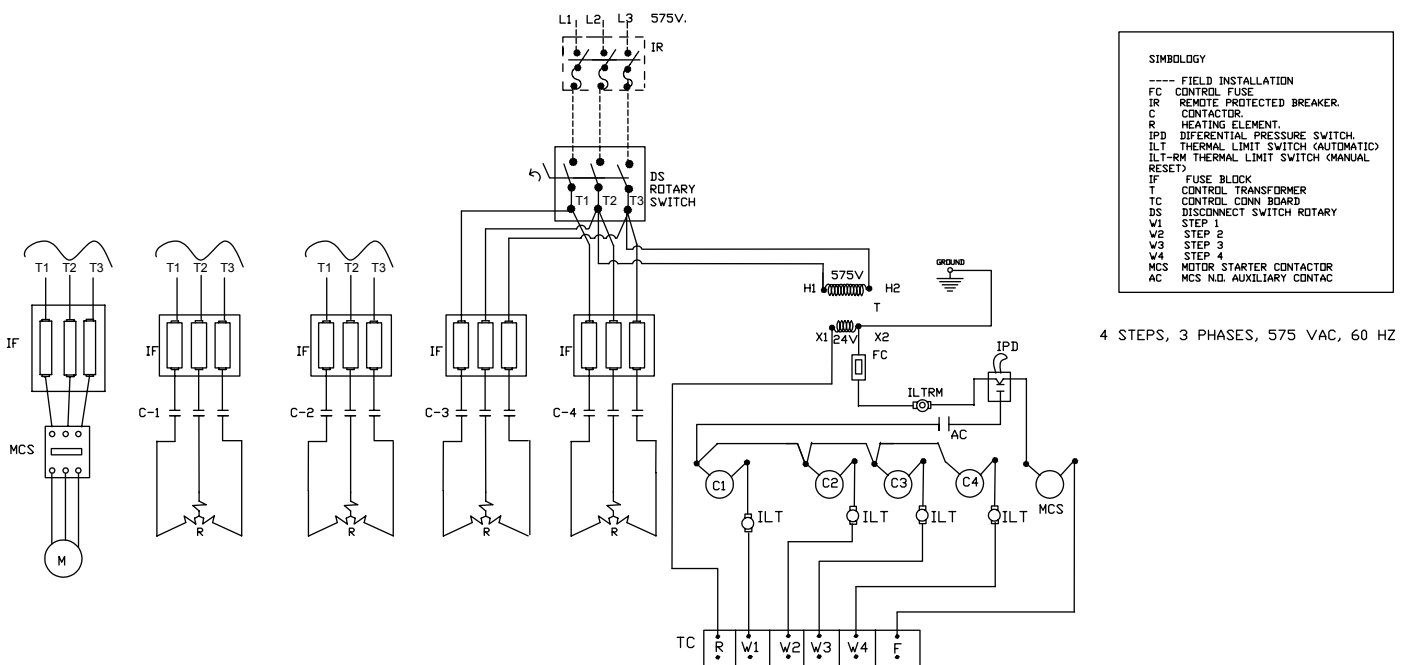 L1 L2 L3 575V.
IR
DS
ROTARY
SWITCH
T1 T2 T3
T1 T2 T3
T1 T2 T3
T1 T2 T3
575V
H1 H2
T
GROUND
X1 24V X2
FC
IPD
ILTRM
AC
IF
IF
IF
IF
IF
C-1
C-2
C-3
C-4
MCS
R
R
R
R
M
C1
C2
C3
C4
MCS
ILT
ILT
ILT
ILT
TC R W1 W2 W3 W4 F
SIMBOLOGY
---- FIELD INSTALLATION
FC CONTROL FUSE
IR REMOTE PROTECTED BREAKER.
C CONTACTOR.
R HEATING ELEMENT.
IPD DIFERENTIAL PRESSURE SWITCH.
ILT THERMAL LIMIT SWITCH (AUTOMATIC)
ILT-RM THERMAL LIMIT SWITCH (MANUAL
RESET)
IF FUSE BLOCK
T CONTROL TRANSFORMER
TC CONTROL CONN BOARD
DS DISCONNECT SWITCH ROTARY
W1 STEP 1
W2 STEP 2
W3 STEP 3
W4 STEP 4
MCS MOTOR STARTER CONTACTOR
AC MCS N.O. AUXILIARY CONTAC
4 STEPS, 3 PHASES, 575 VAC, 60 HZ